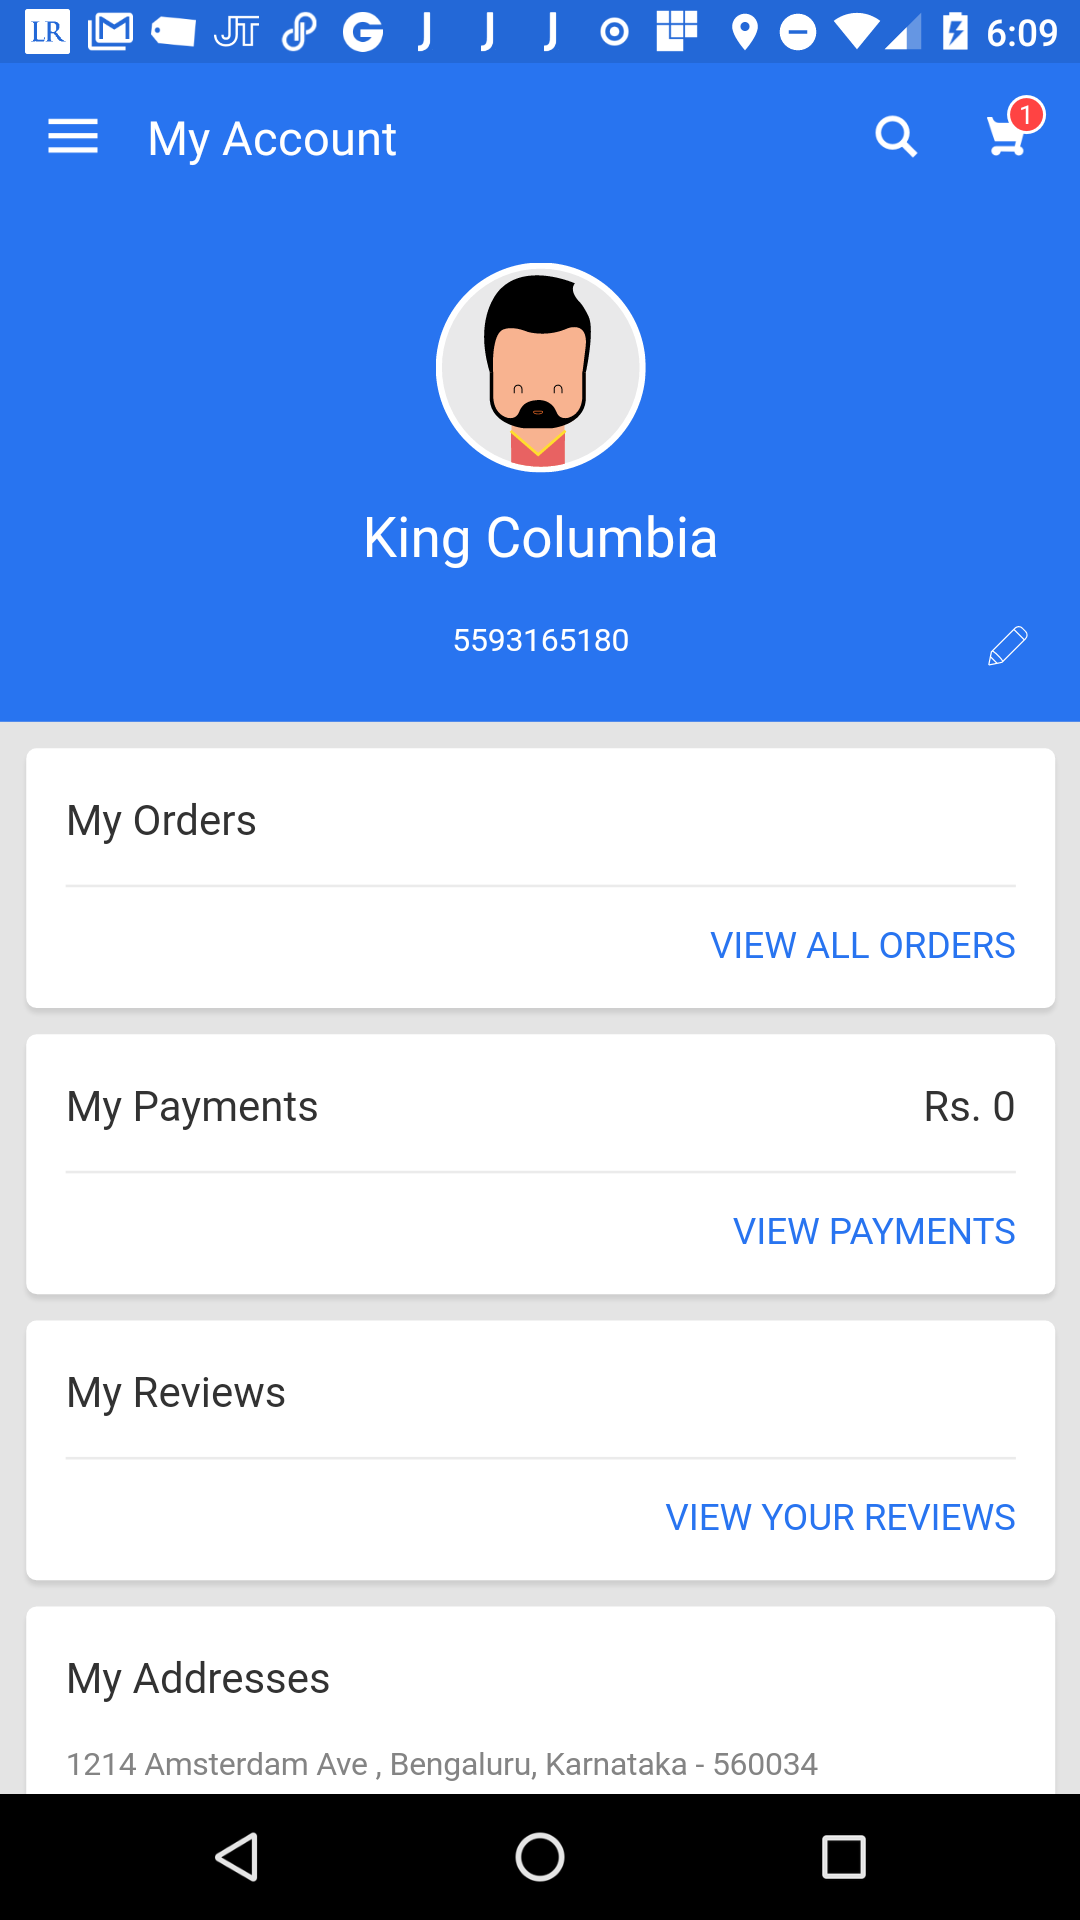 LR JT G J J J 6:09
My Account 1
King Columbia
5593165180
My Orders
VIEW ALL ORDERS
My Payments Rs. 0
VIEW PAYMENTS
My Reviews
VIEW YOUR REVIEWS
My Addresses
1214 Amsterdam Ave , Bengaluru, Karnataka - 560034